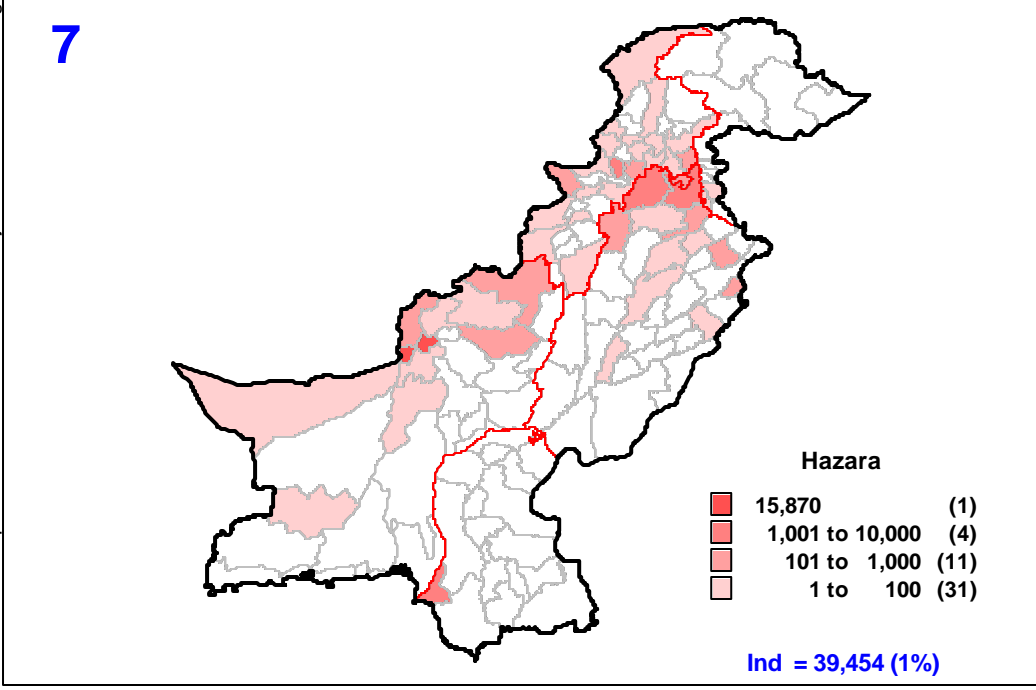 7
Hazara
15,870 (1)
1,001 to 10,000 (4)
101 to 1,000 (11)
1 to 100 (31)
Ind = 39,454 (1%)